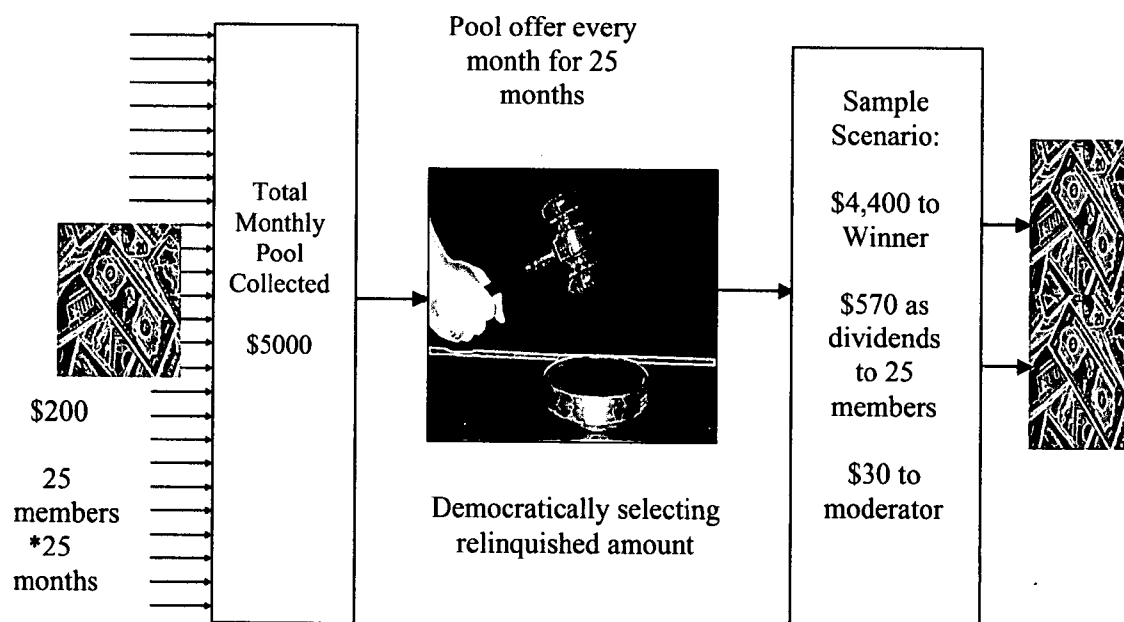 Pool offer every
month for 25
months
Total
Monthly
Pool
Collected
$5000
$200
25
members
*25
months
Democratically selecting
relinquished amount
Sample
Scenario:
$4,400 to
Winner
$570 as
dividends
to 25
members
$30 to
moderator